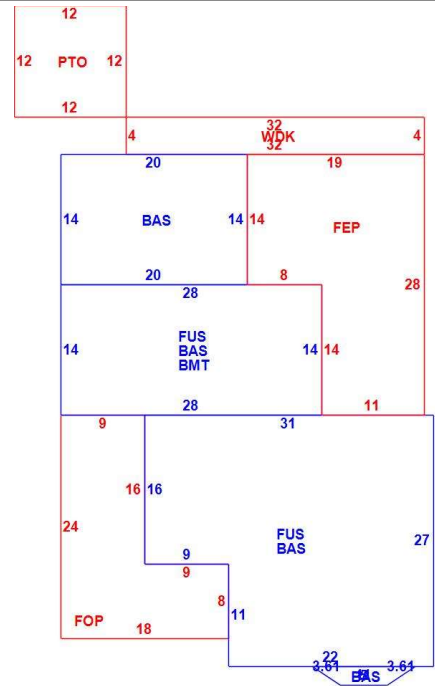 12
12 PTO 12
12
32
4 WDK 4
32
20 19
14 BAS 14 14 FEP
28
20 8
28
FUS
14 BAS 14 14
BMT
28 11
9 31
16 16
24 FUS 27
BAS
9
9
8 11
FOP 18
22
3.61 3.61
BAS